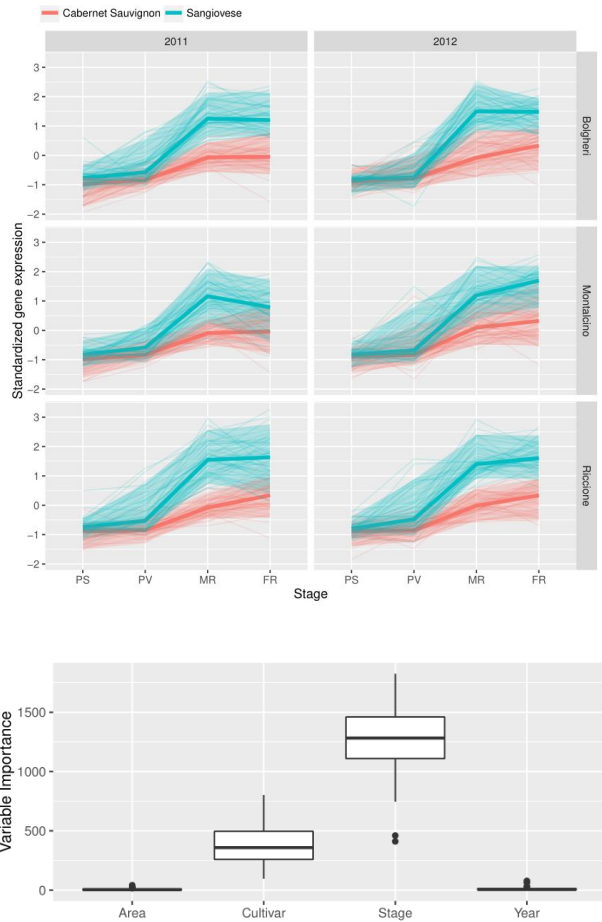 Cabernet Sauvignon Sangiovese
2011 2012
3
2
1
0
−1
−2
Bolgheri
3
2
1
0
−1
−2
Montalcino
3
2
1
0
−1
−2
Riccione
Standardized gene expression
PS PV MR FR PS PV MR FR
Stage
1500
1000
500
0
Variable Importance
Area Cultivar Stage Year